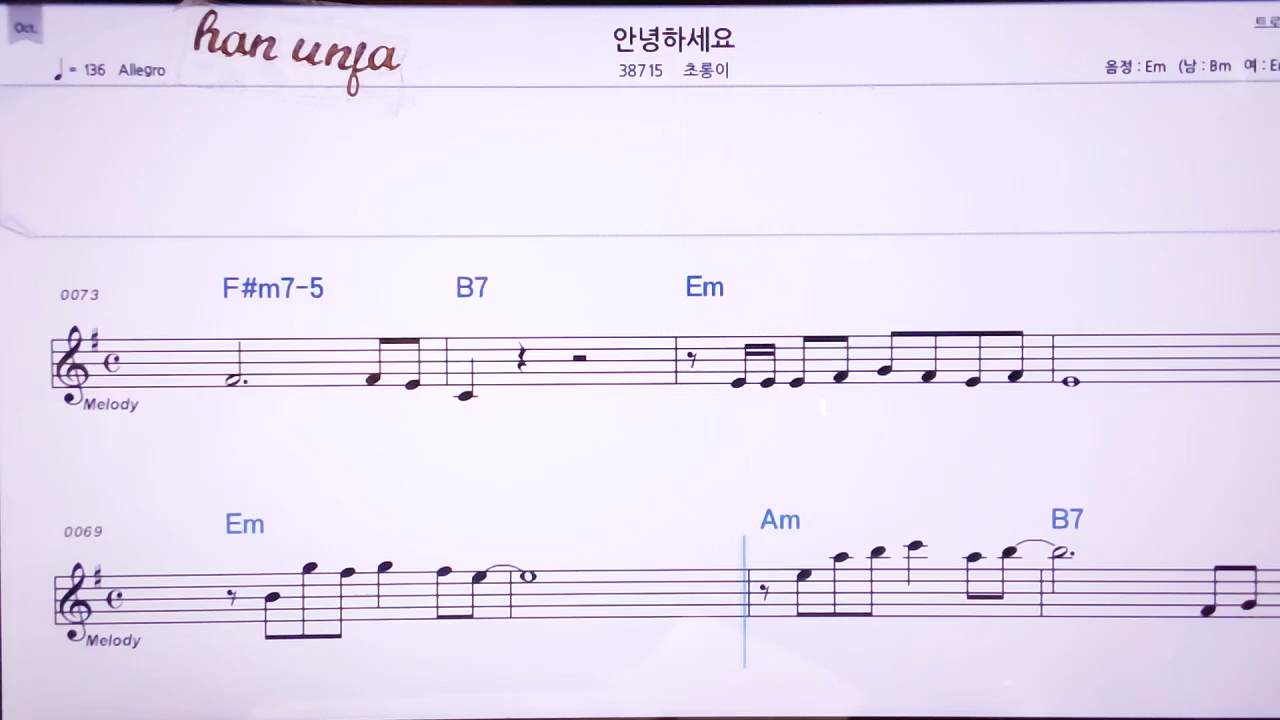 Oct.
han unja
안녕하세요
♩= 136 Allegro
38715 초롱이
음정 : Em (남 : Bm 여 :
0073
F#m7-5 B7 Em
Melody
0069
Em Am B7
Melody